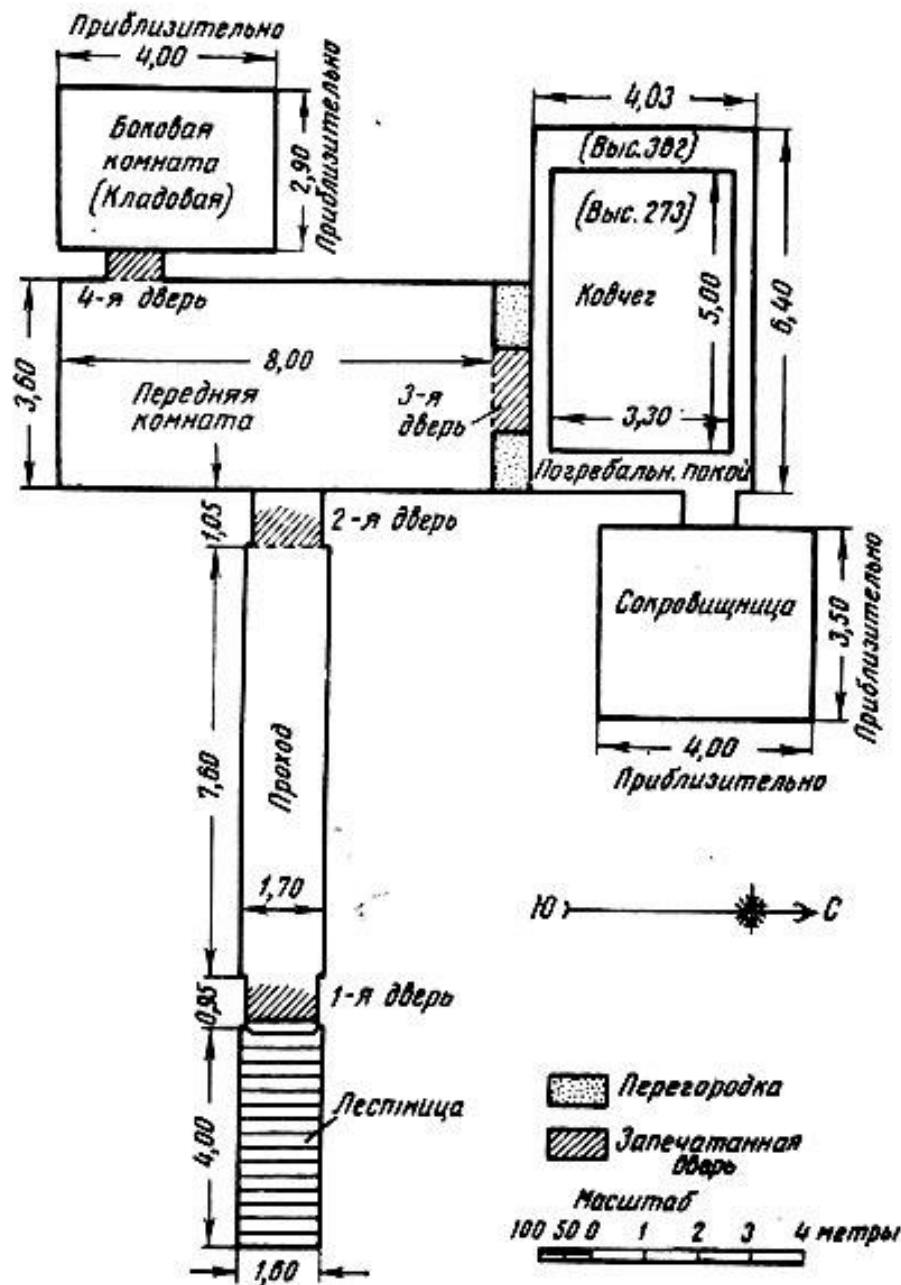 Приблизительно
4,00
Боковая
комната
(Кладовая)
2,90
Приблизительно
4,03
(Выс. 3в2)
(Выс. 273)
Ковчег
5,00
6,40
3,30
Погребальн. покой
4-я дверь
3,60
8,00
Передняя
комната
3-я
дверь
1,05
2-я дверь
Сокровищница
3,50
Приблизительно
4,00
Приблизительно
7,60
Проход
1,70
Ю
С
0,95
1-я дверь
4,00
Лестница
1,60
Перегородка
Запечатанная
дверь
Масштаб
100 50 0 1 2 3 4 метры